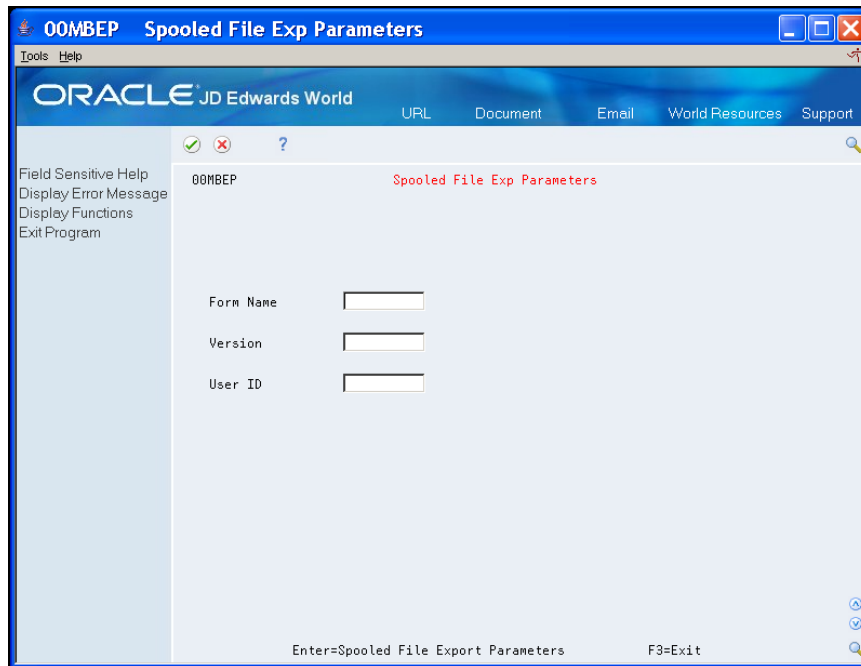 00MBEP Spooled File Exp Parameters
Tools Help
ORACLE JD Edwards World
URL Document Email World Resources Support
?
Field Sensitive Help
Display Error Message
Display Functions
Exit Program
00MBEP Spooled File Exp Parameters
Form Name
Version
User ID
Enter=Spooled File Export Parameters F3=Exit